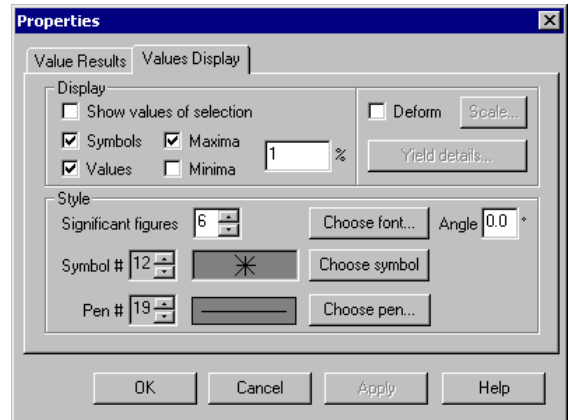 Properties
Value Results Values Display
Display
Show values of selection
Deform Scale...
Symbols Maxima
1 %
Yield details...
Values Minima
Style
Significant figures 6 Choose font... Angle 0.0 °
Symbol # 12 Choose symbol
Pen # 19 Choose pen...
OK Cancel Apply Help